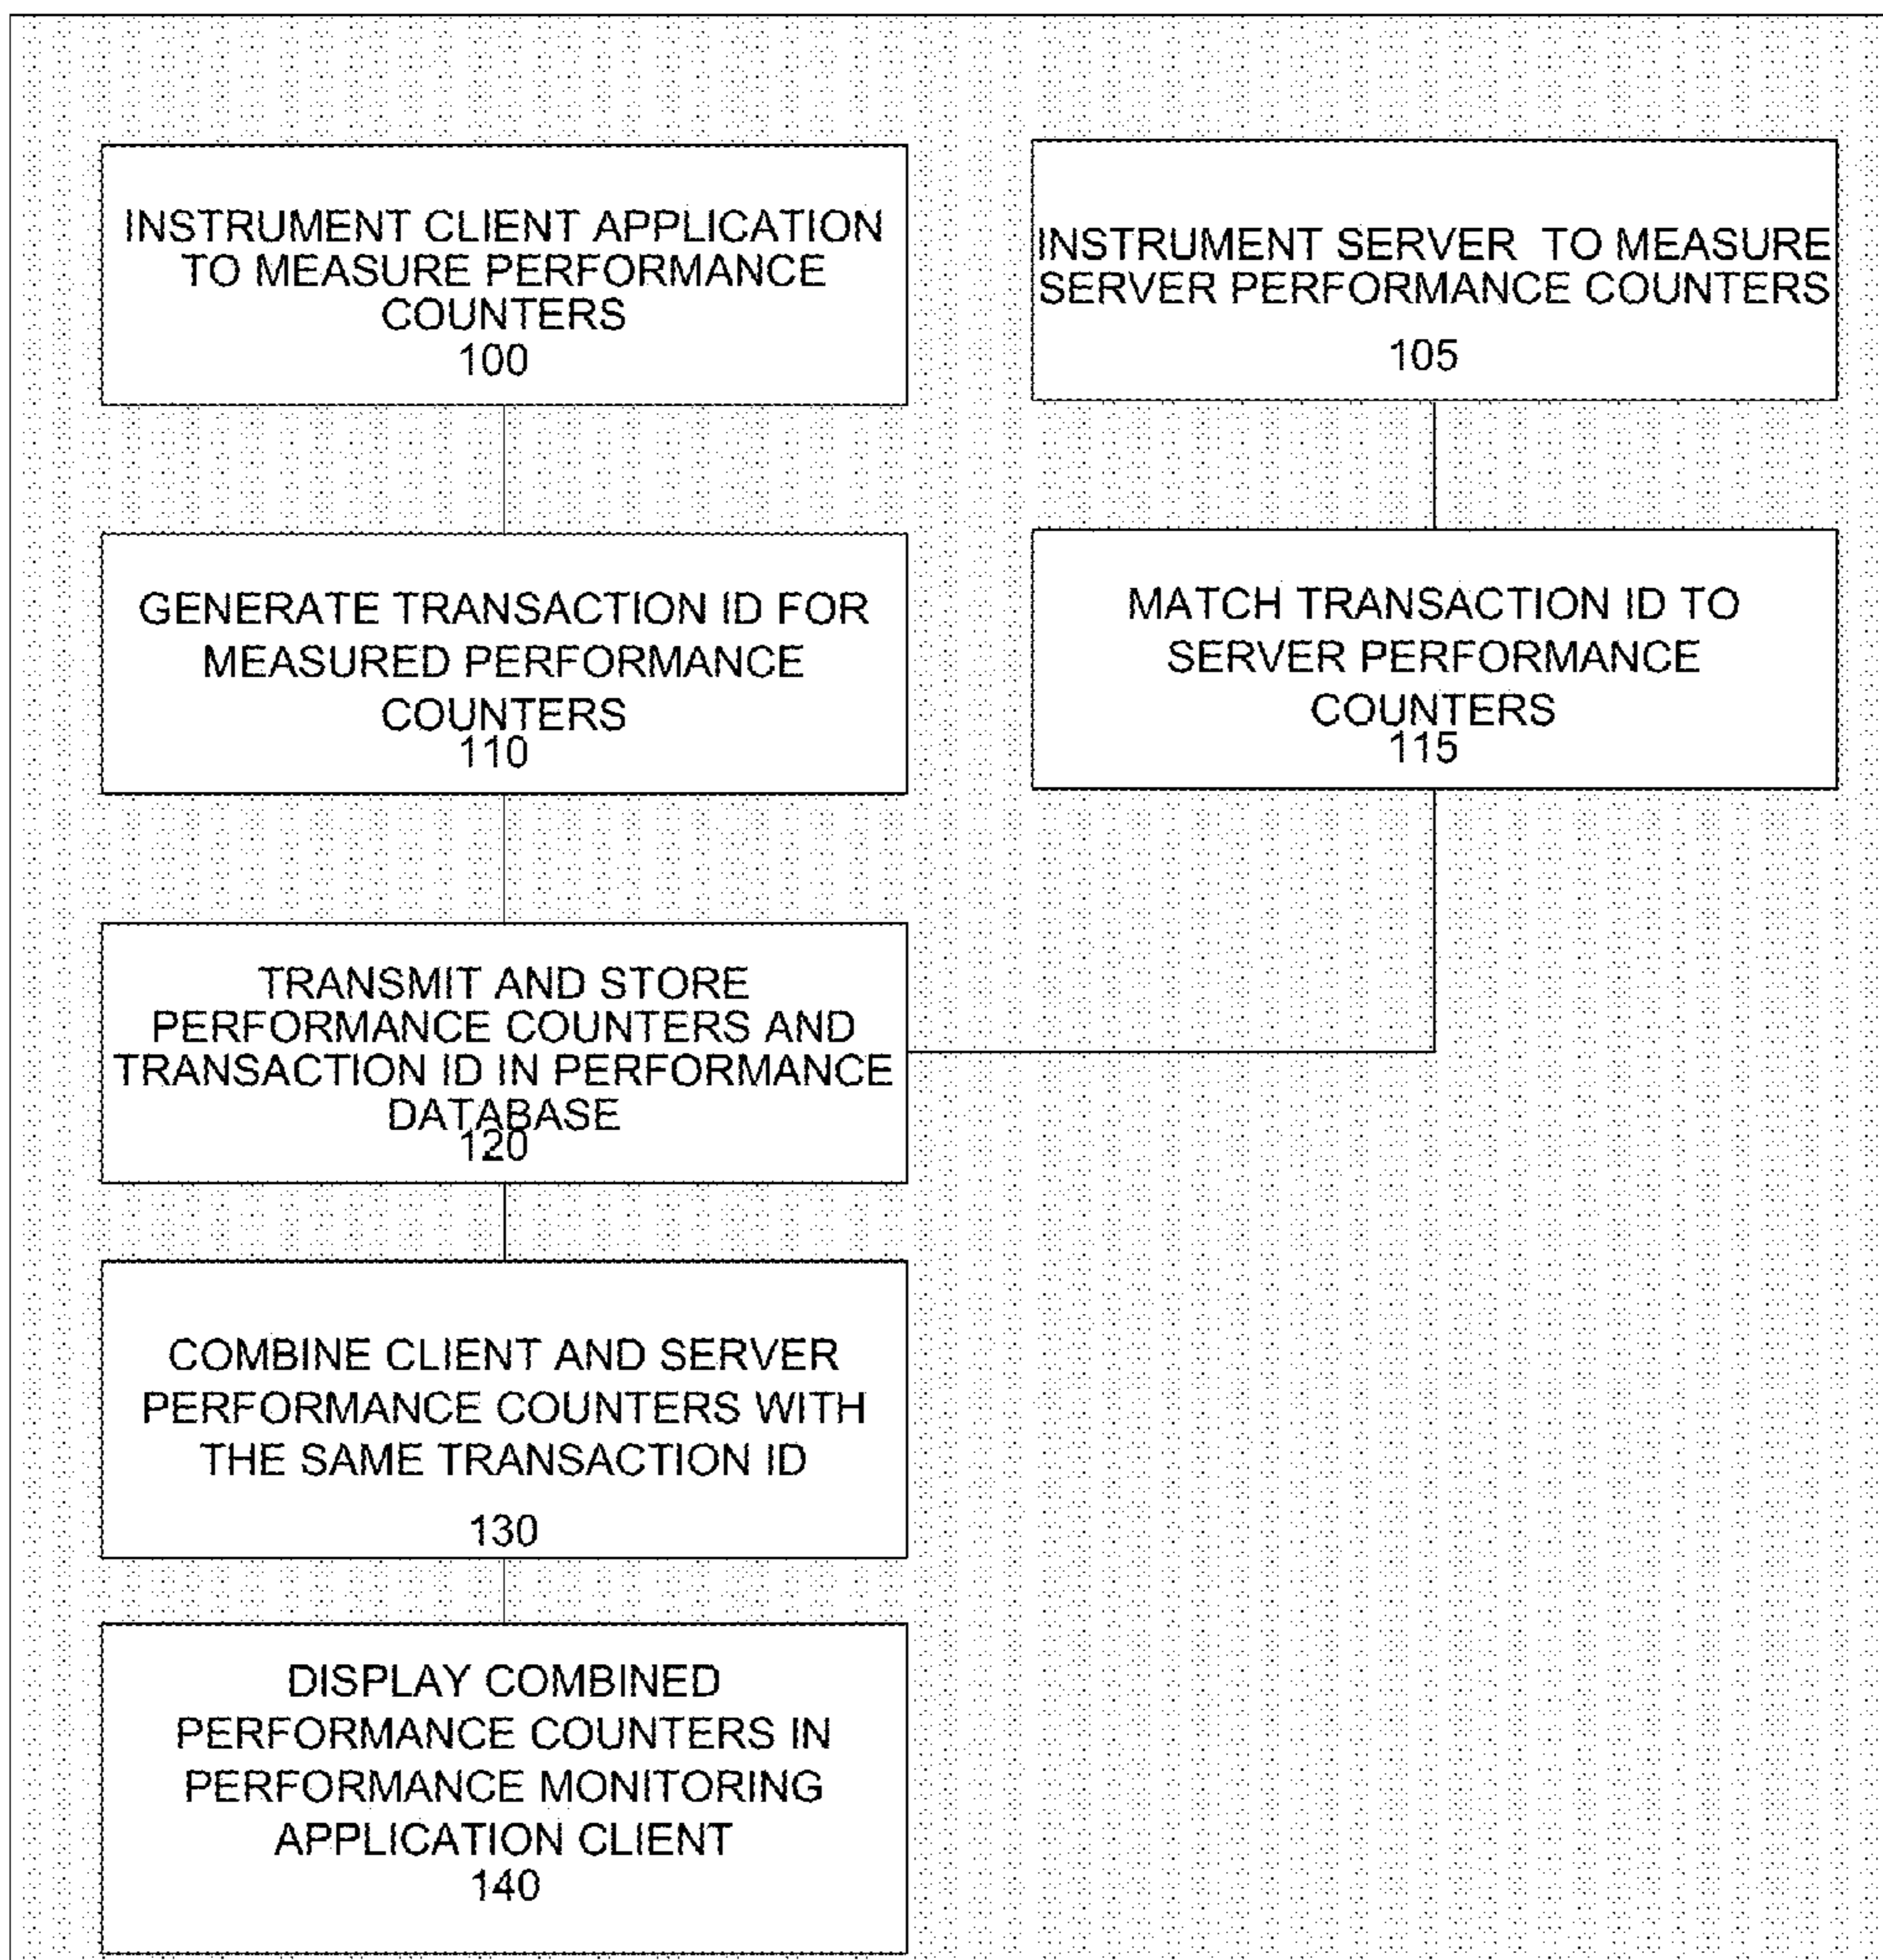 INSTRUMENT CLIENT APPLICATION
TO MEASURE PERFORMANCE
COUNTERS
100
INSTRUMENT SERVER TO MEASURE
SERVER PERFORMANCE COUNTERS
105
GENERATE TRANSACTION ID FOR
MEASURED PERFORMANCE
COUNTERS
110
MATCH TRANSACTION ID TO
SERVER PERFORMANCE
COUNTERS
115
TRANSMIT AND STORE
PERFORMANCE COUNTERS AND
TRANSACTION ID IN PERFORMANCE
DATABASE
120
COMBINE CLIENT AND SERVER
PERFORMANCE COUNTERS WITH
THE SAME TRANSACTION ID
130
DISPLAY COMBINED
PERFORMANCE COUNTERS IN
PERFORMANCE MONITORING
APPLICATION CLIENT
140